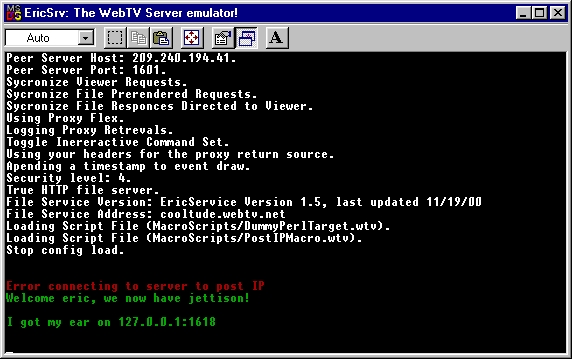 EricSrv: The WebTV Server emulator!
Auto
A
Peer Server Host: 209.240.194.41.
Peer Server Port: 1601.
Sycronize Viewer Requests.
Sycronize File Prerendered Requests.
Sycronize File Responces Directed to Viewer.
Using Proxy Flex.
Logging Proxy Retrevals.
Toggle Inereractive Command Set.
Using your headers for the proxy return source.
Apending a timestamp to event draw.
Security level: 4.
True HTTP file server.
File Service Version: EricService Version 1.5, last updated 11/19/00
File Service Address: cooltude.webtv.net
Loading Script File (MacroScripts/DummyPerlTarget.wtv).
Loading Script File (MacroScripts/PostIPMacro.wtv).
Stop config load.
Error connecting to server to post IP
Welcome eric, we now have jettison!
I got my ear on 127.0.0.1:1618